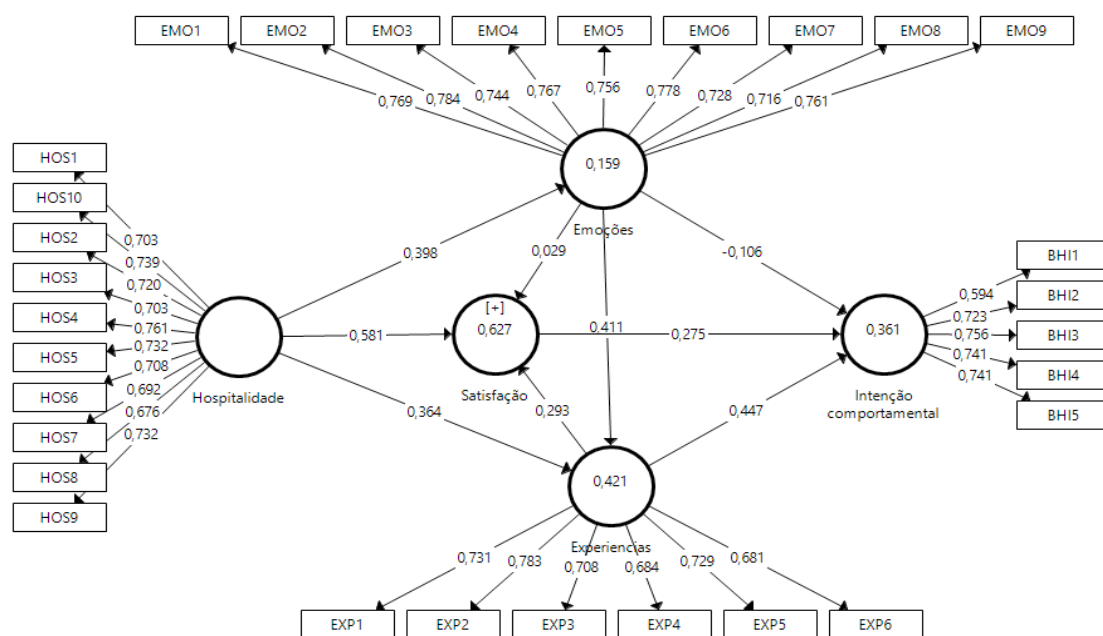 EMO1 EMO2 EMO3 EMO4 EMO5 EMO6 EMO7 EMO8 EMO9
0,769 0,784 0,744 0,767 0,756 0,778 0,728 0,716 0,761
0,159
Emoções
HOS1
HOS10
HOS2
HOS3
HOS4
HOS5
HOS6
HOS7
HOS8
HOS9
0,703
0,739
0,720
0,703
0,761
0,732
0,708
0,692
0,676
0,732
Hospitalidade
0,398
0,029
-0,106
0,581
[+]
0,627
Satisfação
0,411
0,275
0,361
Intenção
comportamental
0,594
0,723
0,756
0,741
0,741
BHI1
BHI2
BHI3
BHI4
BHI5
0,364
0,293
0,447
0,421
Experiencias
0,731 0,783 0,708 0,684 0,729 0,681
EXP1 EXP2 EXP3 EXP4 EXP5 EXP6